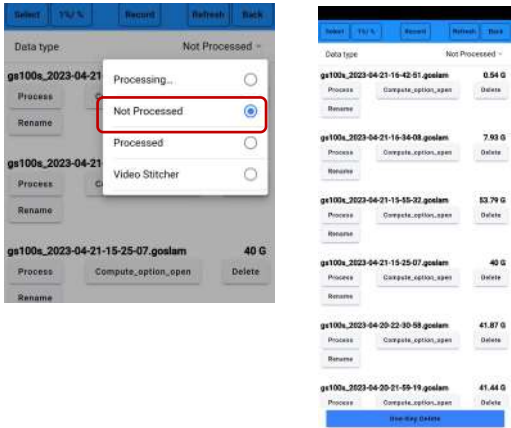 Select 1%/ % Record Refresh Back
Data type Not Processed
gs100s_2023-04-21
Process
Rename
gs100s_2023-04-21
Process
Rename
Processing...
Not Processed
Processed
Video Stitcher
gs100s_2023-04-21-15-25-07.goslam 40 G
Process Compute_option_open Delete
Rename
Select 1%/ % Record Refresh Back
Data type Not Processed
gs100s_2023-04-21-16-42-51.goslam 0.54 G
Process Compute_option_open Delete
Rename
gs100s_2023-04-21-16-34-08.goslam 7.93 G
Process Compute_option_open Delete
Rename
gs100s_2023-04-21-15-55-32.goslam 53.79 G
Process Compute_option_open Delete
Rename
gs100s_2023-04-21-15-25-07.goslam 40 G
Process Compute_option_open Delete
Rename
gs100s_2023-04-20-22-30-58.goslam 41.87 G
Process Compute_option_open Delete
Rename
gs100s_2023-04-20-21-59-19.goslam 41.44 G
Process Compute_option_open Delete
One Key Delete